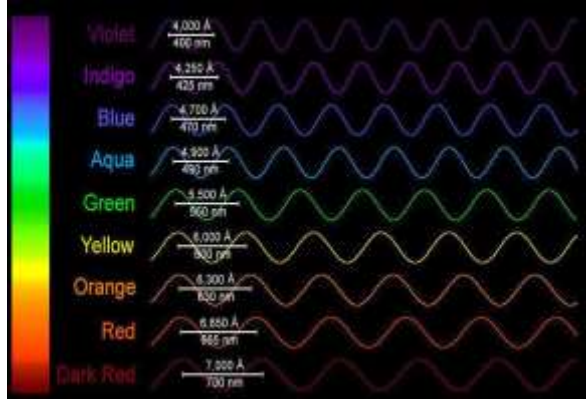 Violet
4,000 Å
400 nm
Indigo
4,250 Å
425 nm
Blue
4,700 Å
470 nm
Aqua
4,900 Å
490 nm
Green
5,500 Å
Yellow
6,000 Å
600 nm
Orange
6,300 Å
630 nm
Red
6,650 Å
665 nm
Dark Red
7,000 Å
700 nm